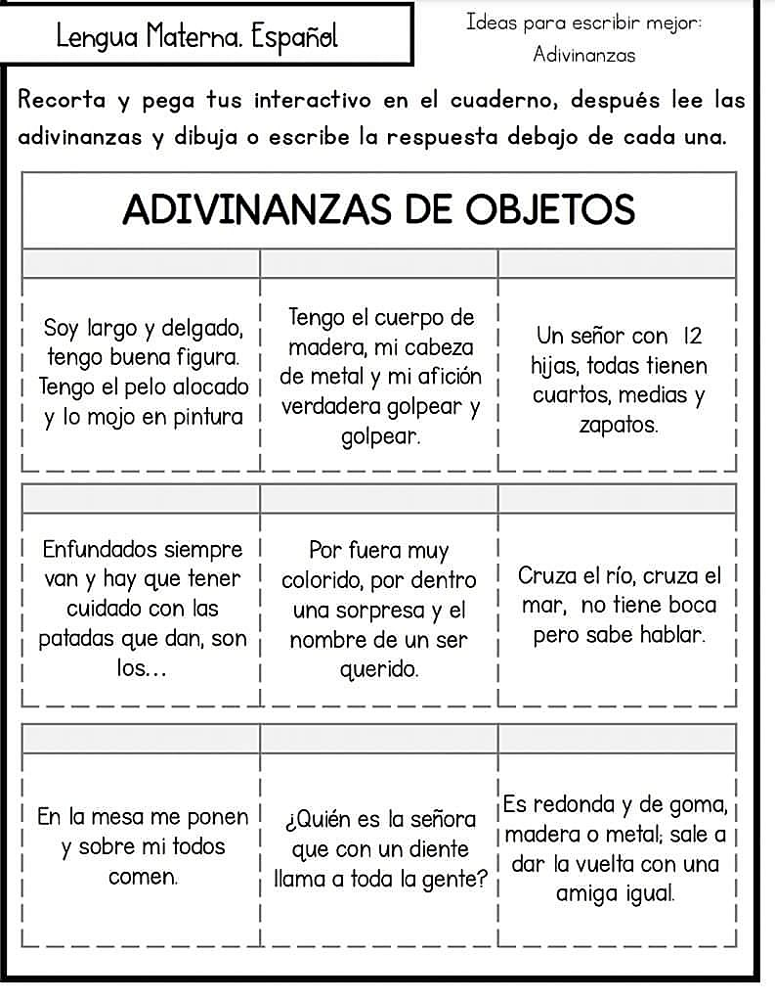 Lengua Materna. Español
Ideas para escribir mejor:
Adivinanzas
Recorta y pega tus interactivo en el cuaderno, después lee las
adivinanzas y dibuja o escribe la respuesta debajo de cada una.
ADIVINANZAS DE OBJETOS
Soy largo y delgado,
tengo buena figura.
Tengo el pelo alocado
y lo mojo en pintura
Tengo el cuerpo de
madera, mi cabeza
de metal y mi afición
verdadera golpear y
golpear.
Un señor con 12
hijas, todas tienen
cuartos, medias y
zapatos.
Enfundados siempre
van y hay que tener
cuidado con las
patadas que dan, son
los...
Por fuera muy
colorido, por dentro
una sorpresa y el
nombre de un ser
querido.
Cruza el río, cruza el
mar, no tiene boca
pero sabe hablar.
En la mesa me ponen
y sobre mi todos
comen.
¿Quién es la señora
que con un diente
llama a toda la gente?
Es redonda y de goma,
madera o metal; sale a
dar la vuelta con una
amiga igual.